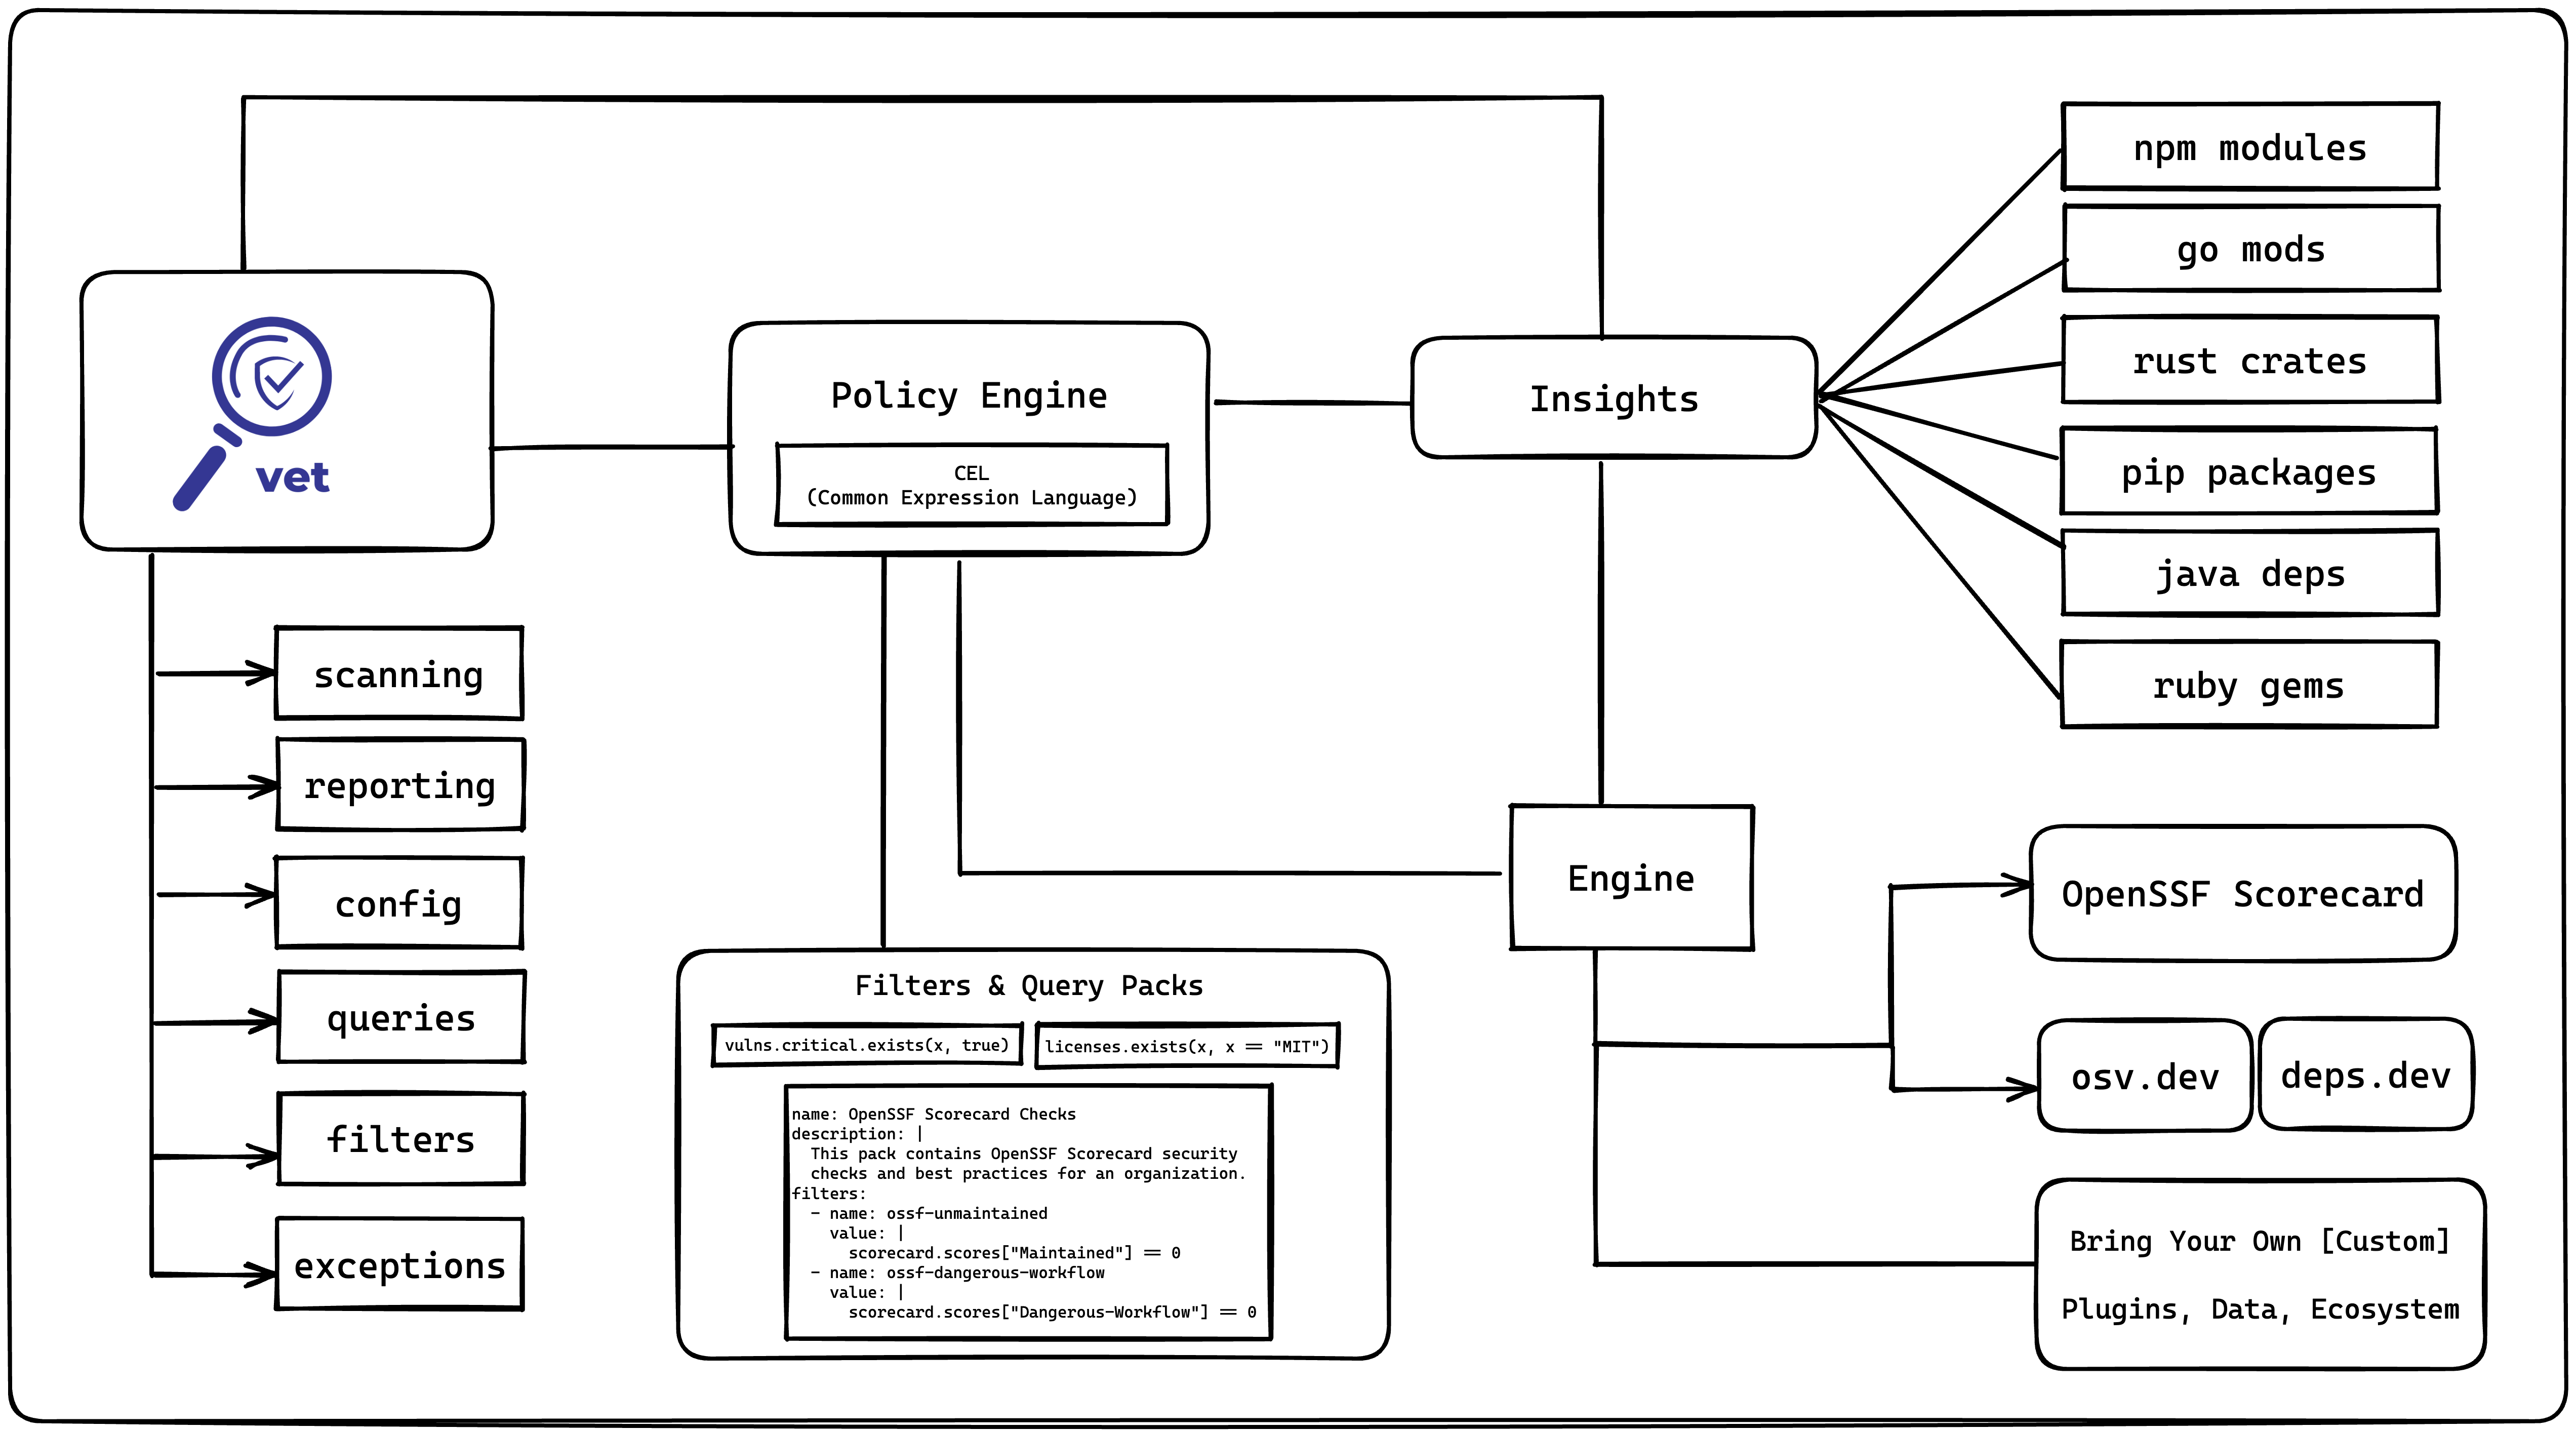 vet
scanning
reporting
config
queries
filters
exceptions
Policy Engine
CEL
(Common Expression Language)
Filters & Query Packs
vulns.critical.exists(x, true)
licenses.exists(x, x == "MIT")
name: OpenSSF Scorecard Checks
description: |
  This pack contains OpenSSF Scorecard security
  checks and best practices for an organization.
filters:
  - name: ossf-unmaintained
    value: |
      scorecard.scores["Maintained"] == 0
  - name: ossf-dangerous-workflow
    value: |
      scorecard.scores["Dangerous-Workflow"] == 0
Insights
Engine
npm modules
go mods
rust crates
pip packages
java deps
ruby gems
OpenSSF Scorecard
osv.dev
deps.dev
Bring Your Own [Custom]
Plugins, Data, Ecosystem